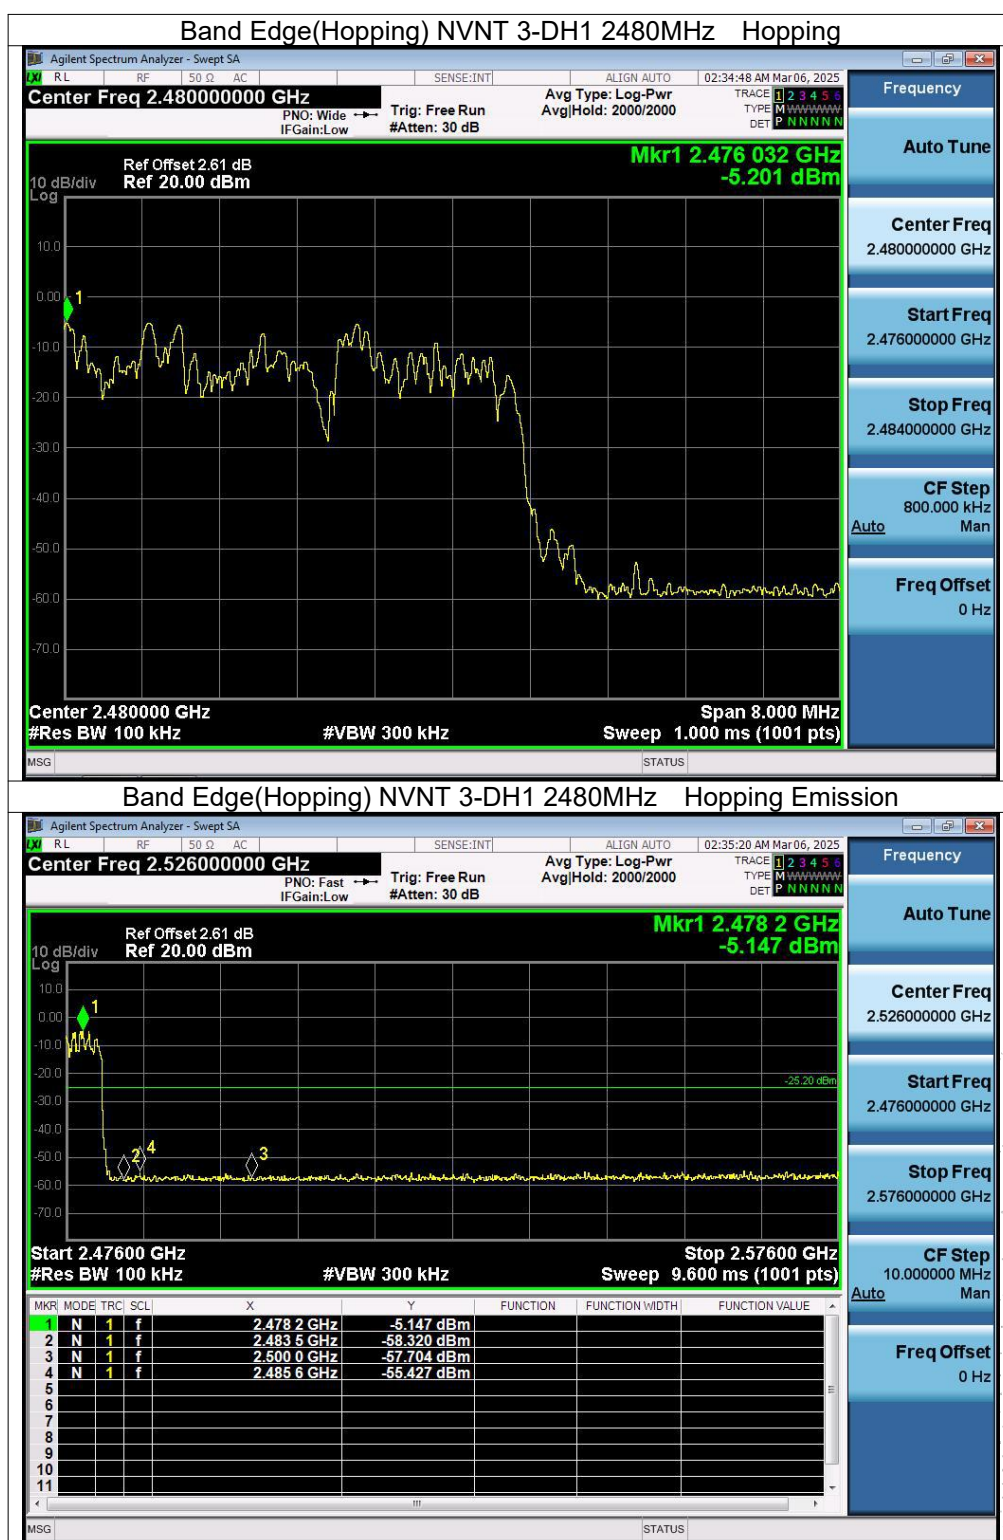 Band Edge(Hopping) NVNT 3-DH1 2480MHz Hopping
Agilent Spectrum Analyzer - Swept SA
LXI RL RF 50 Ω AC SENSE:INT ALIGN AUTO 02:34:48 AM Mar 06, 2025
Center Freq 2.480000000 GHz
PNO: Wide
IFGain:Low
Trig: Free Run
#Atten: 30 dB
Avg Type: Log-Pwr
Avg|Hold: 2000/2000
TRACE 1 2 3 4 5 6
TYPE M WWWWW
DET P N N N N N
Frequency
Auto Tune
Center Freq
2.480000000 GHz
Start Freq
2.476000000 GHz
Stop Freq
2.484000000 GHz
CF Step
800.000 kHz
Auto Man
Freq Offset
0 Hz
Mkr1 2.476 032 GHz
-5.201 dBm
Ref Offset 2.61 dB
10 dB/div Ref 20.00 dBm
Log
10.0
0.00
1
-10.0
-20.0
-30.0
-40.0
-50.0
-60.0
-70.0
Center 2.480000 GHz Span 8.000 MHz
#Res BW 100 kHz #VBW 300 kHz Sweep 1.000 ms (1001 pts)
MSG STATUS
Band Edge(Hopping) NVNT 3-DH1 2480MHz Hopping Emission
Agilent Spectrum Analyzer - Swept SA
LXI RL RF 50 Ω AC SENSE:INT ALIGN AUTO 02:35:20 AM Mar 06, 2025
Center Freq 2.526000000 GHz
PNO: Fast
IFGain:Low
Trig: Free Run
#Atten: 30 dB
Avg Type: Log-Pwr
Avg|Hold: 2000/2000
TRACE 1 2 3 4 5 6
TYPE M WWWWW
DET P N N N N N
Frequency
Auto Tune
Center Freq
2.526000000 GHz
Start Freq
2.476000000 GHz
Stop Freq
2.576000000 GHz
CF Step
10.000000 MHz
Auto Man
Freq Offset
0 Hz
Mkr1 2.478 2 GHz
-5.147 dBm
Ref Offset 2.61 dB
10 dB/div Ref 20.00 dBm
Log
10.0
0.00
1
-10.0
-20.0
-25.20 dBm
-30.0
-40.0
-50.0
2 4 3
-60.0
-70.0
Start 2.47600 GHz Stop 2.57600 GHz
#Res BW 100 kHz #VBW 300 kHz Sweep 9.600 ms (1001 pts)
MKR MODE TRC SCL X Y FUNCTION FUNCTION WIDTH FUNCTION VALUE
1 N 1 f 2.478 2 GHz -5.147 dBm
2 N 1 f 2.483 5 GHz -58.320 dBm
3 N 1 f 2.500 0 GHz -57.704 dBm
4 N 1 f 2.485 6 GHz -55.427 dBm
5
6
7
8
9
10
11
MSG STATUS